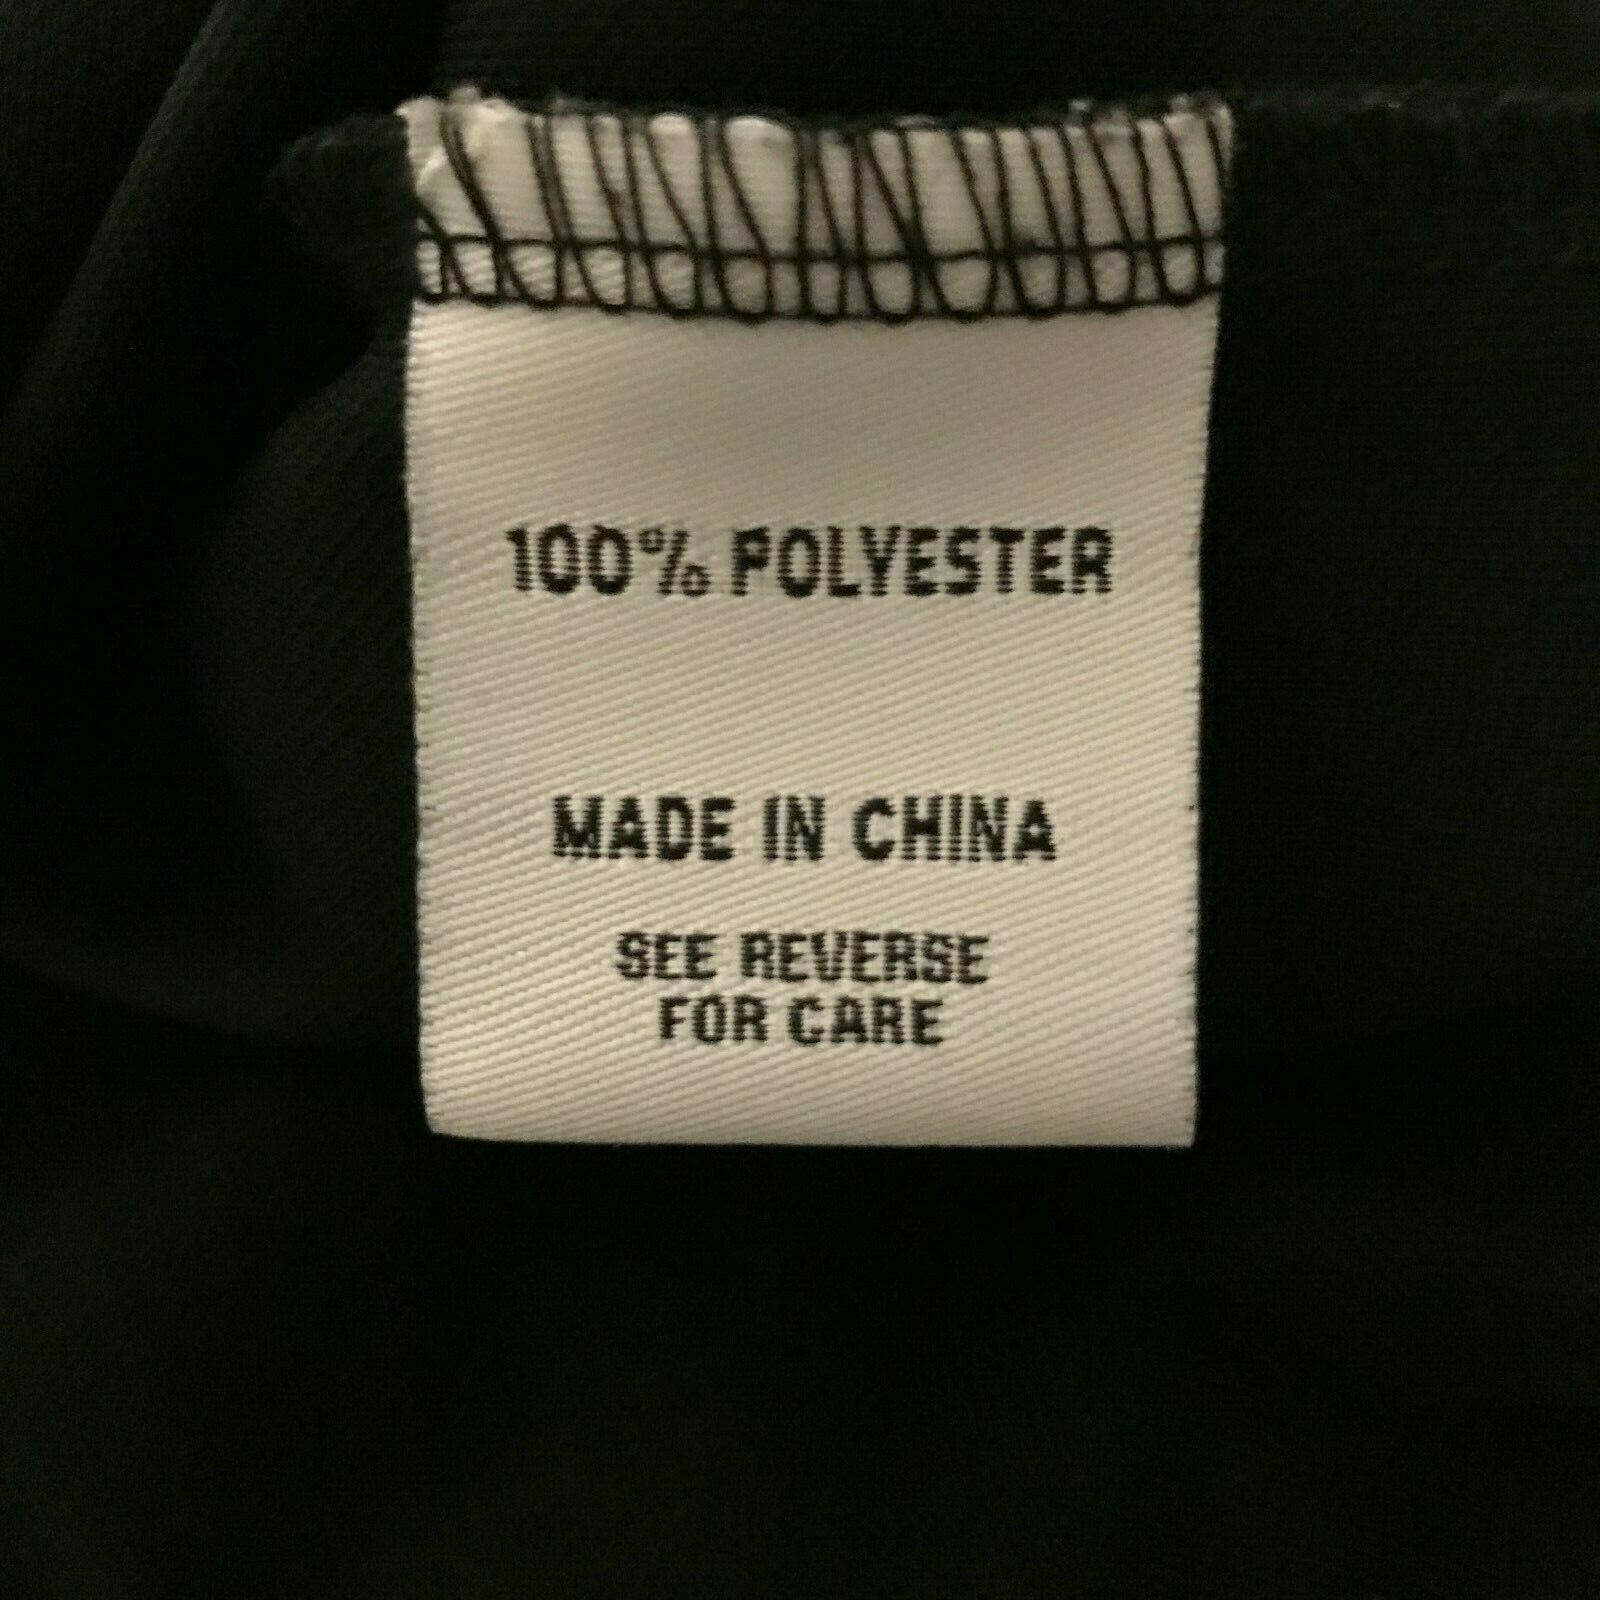 100% POLYESTER
MADE IN CHINA
SEE REVERSE
FOR CARE